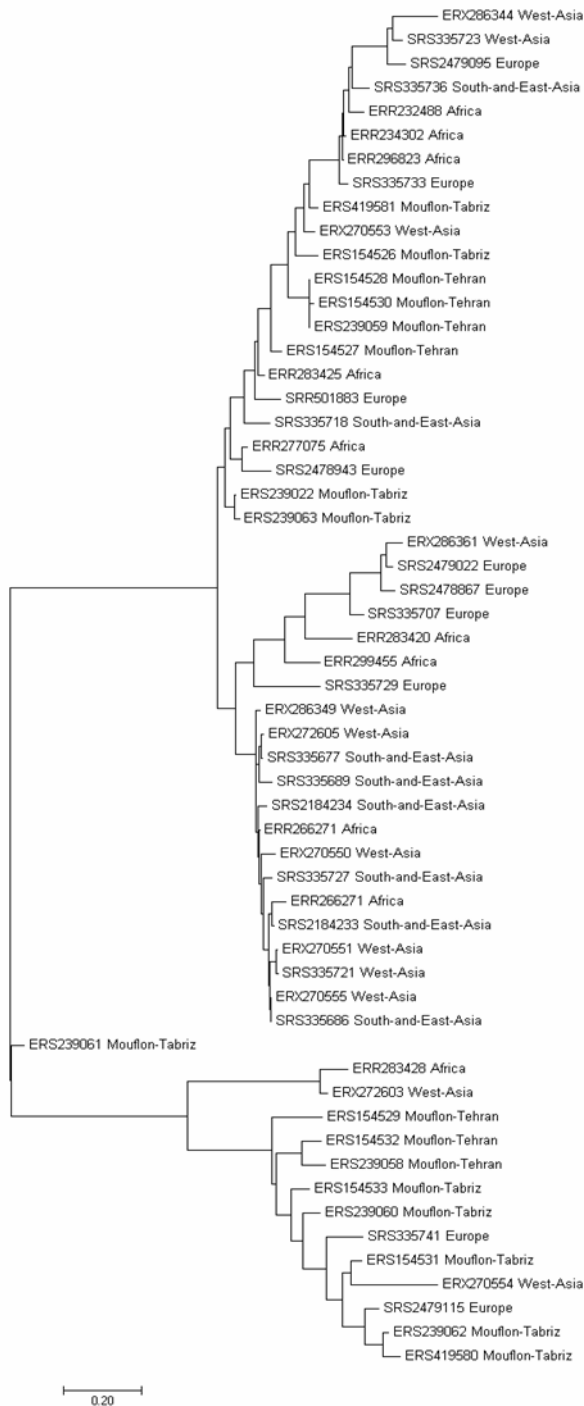 ERX286344 West-Asia
SRS335723 West-Asia
SRS2479095 Europe
SRS335736 South-and-East-Asia
ERR232488 Africa
ERR234302 Africa
ERR296823 Africa
SRS335733 Europe
ERS419581 Mouflon-Tabriz
ERX270553 West-Asia
ERS154526 Mouflon-Tabriz
ERS154528 Mouflon-Tehran
ERS154530 Mouflon-Tehran
ERS239059 Mouflon-Tehran
ERS154527 Mouflon-Tehran
ERR283425 Africa
SRR501883 Europe
SRS335718 South-and-East-Asia
ERR277075 Africa
SRS2478943 Europe
ERS239022 Mouflon-Tabriz
ERS239063 Mouflon-Tabriz
ERX286361 West-Asia
SRS2479022 Europe
SRS2478867 Europe
SRS335707 Europe
ERR283420 Africa
ERR299455 Africa
SRS335729 Europe
ERX286349 West-Asia
ERX272605 West-Asia
SRS335677 South-and-East-Asia
SRS335689 South-and-East-Asia
SRS2184234 South-and-East-Asia
ERR266271 Africa
ERX270550 West-Asia
SRS335727 South-and-East-Asia
ERR266271 Africa
SRS2184233 South-and-East-Asia
ERX270551 West-Asia
SRS335721 West-Asia
ERX270555 West-Asia
SRS335686 South-and-East-Asia
ERS239061 Mouflon-Tabriz
ERR283428 Africa
ERX272603 West-Asia
ERS154529 Mouflon-Tehran
ERS154532 Mouflon-Tehran
ERS239058 Mouflon-Tehran
ERS154533 Mouflon-Tabriz
ERS239060 Mouflon-Tabriz
SRS335741 Europe
ERS154531 Mouflon-Tabriz
ERX270554 West-Asia
SRS2479115 Europe
ERS239062 Mouflon-Tabriz
ERS419580 Mouflon-Tabriz
0.20